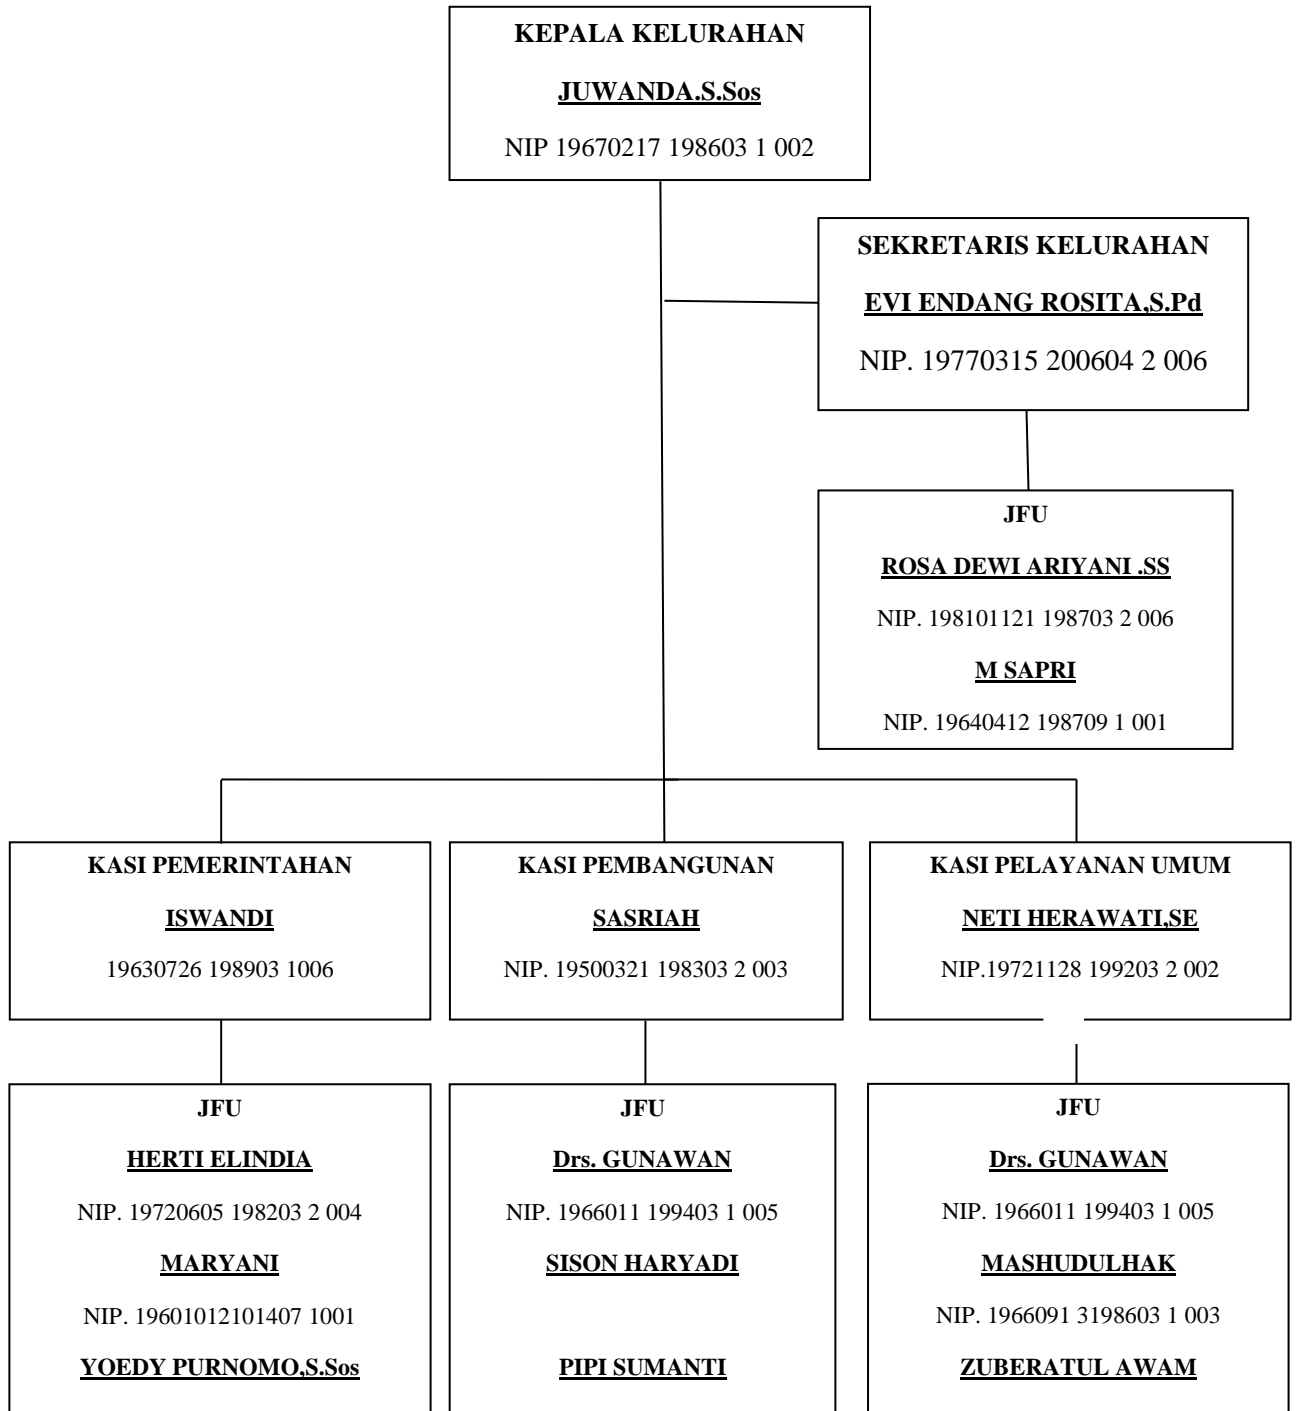 KEPALA KELURAHAN
JUWANDA.S.Sos
NIP 19670217 198603 1 002
SEKRETARIS KELURAHAN
EVI ENDANG ROSITA,S.Pd
NIP. 19770315 200604 2 006
JFU
ROSA DEWI ARIYANI .SS
NIP. 198101121 198703 2 006
M SAPRI
NIP. 19640412 198709 1 001
KASI PEMERINTAHAN
ISWANDI
19630726 198903 1006
KASI PEMBANGUNAN
SASRIAH
NIP. 19500321 198303 2 003
KASI PELAYANAN UMUM
NETI HERAWATI,SE
NIP.19721128 199203 2 002
JFU
HERTI ELINDIA
NIP. 19720605 198203 2 004
MARYANI
NIP. 19601012101407 1001
YOEDY PURNOMO,S.Sos
JFU
Drs. GUNAWAN
NIP. 1966011 199403 1 005
SISON HARYADI
PIPI SUMANTI
JFU
Drs. GUNAWAN
NIP. 1966011 199403 1 005
MASHUDULHAK
NIP. 1966091 3198603 1 003
ZUBERATUL AWAM